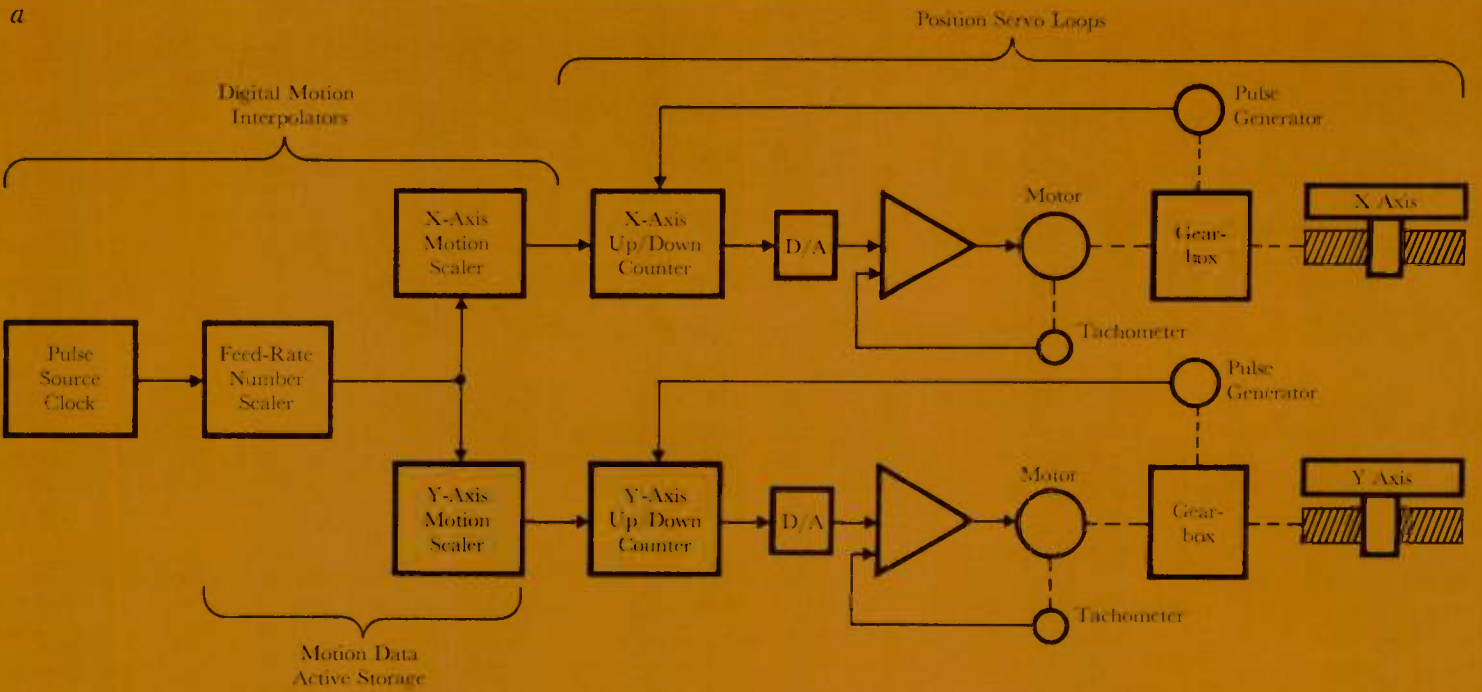 a
Position Servo Loops
Digital Motion
Interpolators
Pulse
Generator
X-Axis
Motion
Scaler
X-Axis
Up/Down
Counter
D/A
Motor
Gear-
box
X Axis
Tachometer
Pulse
Source
Clock
Feed-Rate
Number
Scaler
Pulse
Generator
Y-Axis
Motion
Scaler
Y-Axis
Up Down
Counter
D/A
Motor
Gear-
box
Y Axis
Tachometer
Motion Data
Active Storage